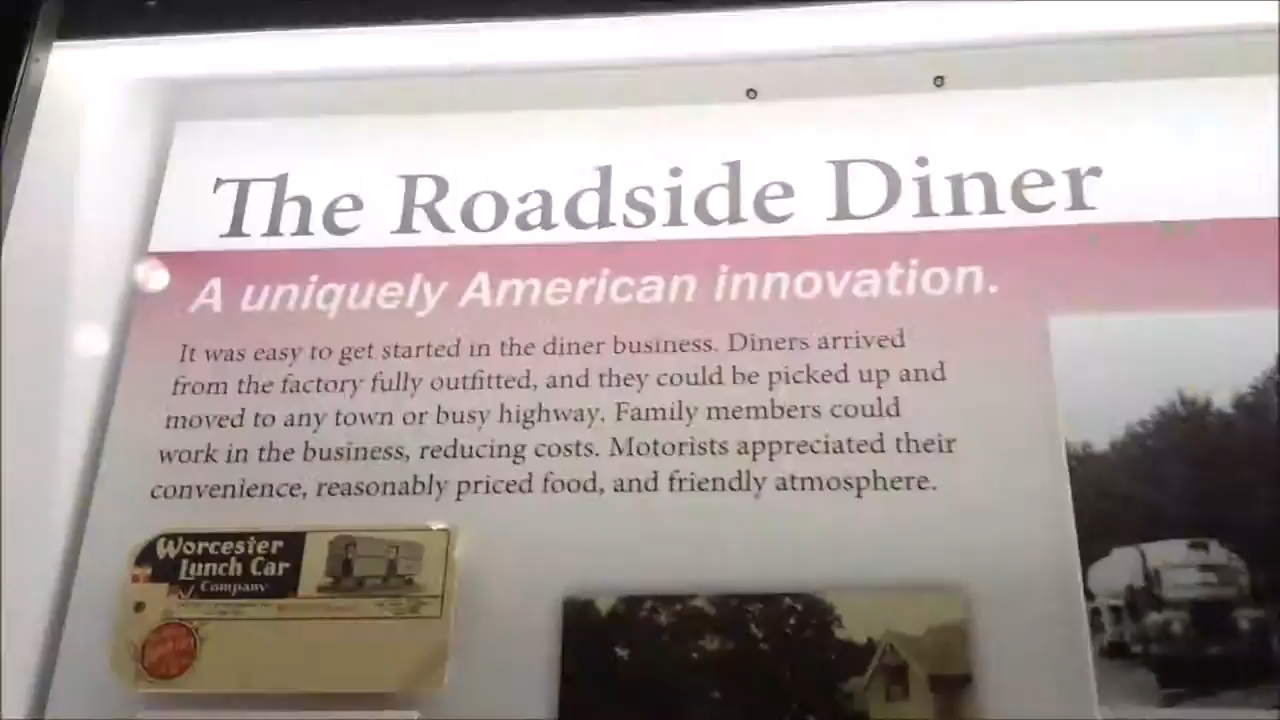 The Roadside Diner
A uniquely American innovation.
It was easy to get started in the diner business. Diners arrived
from the factory fully outfitted, and they could be picked up and
moved to any town or busy highway. Family members could
work in the business, reducing costs. Motorists appreciated their
convenience, reasonably priced food, and friendly atmosphere.
Worcester
Lunch Car
Company